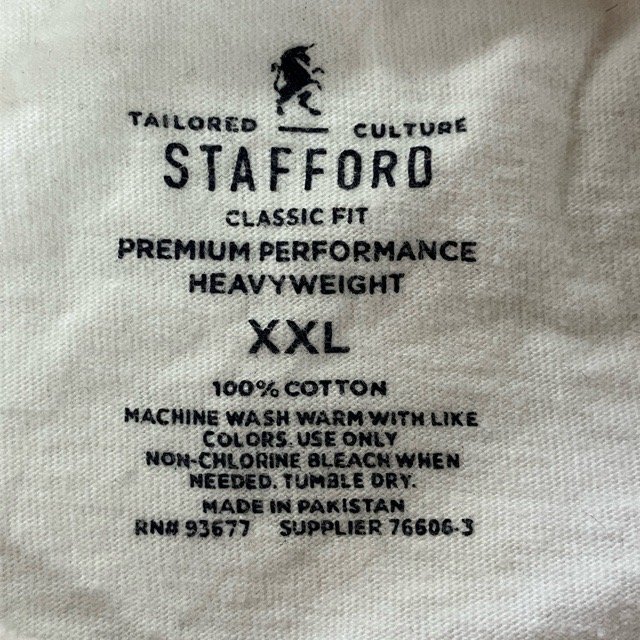 TAILORED CULTURE
STAFFORD
CLASSIC FIT
PREMIUM PERFORMANCE
HEAVYWEIGHT
XXL
100% COTTON
MACHINE WASH WARM WITH LIKE
COLORS. USE ONLY
NON-CHLORINE BLEACH WHEN
NEEDED. TUMBLE DRY.
MADE IN PAKISTAN
RN# 93677 SUPPLIER 76606-3